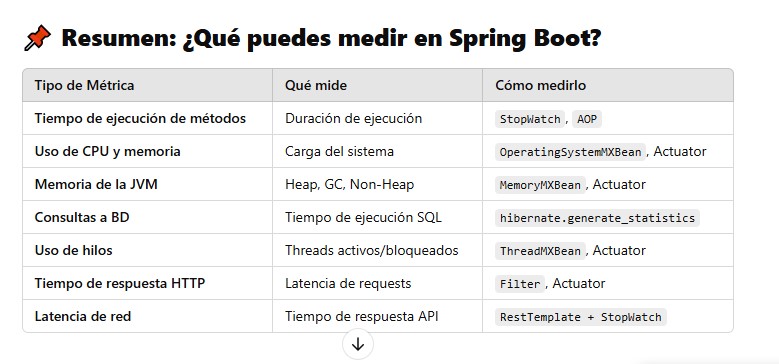 📌 Resumen: ¿Qué puedes medir en Spring Boot?
Tipo de Métrica Qué mide Cómo medirlo
Tiempo de ejecución de métodos Duración de ejecución StopWatch, AOP
Uso de CPU y memoria Carga del sistema OperatingSystemMXBean, Actuator
Memoria de la JVM Heap, GC, Non-Heap MemoryMXBean, Actuator
Consultas a BD Tiempo de ejecución SQL hibernate.generate_statistics
Uso de hilos Threads activos/bloqueados ThreadMXBean, Actuator
Tiempo de respuesta HTTP Latencia de requests Filter, Actuator
Latencia de red Tiempo de respuesta API RestTemplate + StopWatch